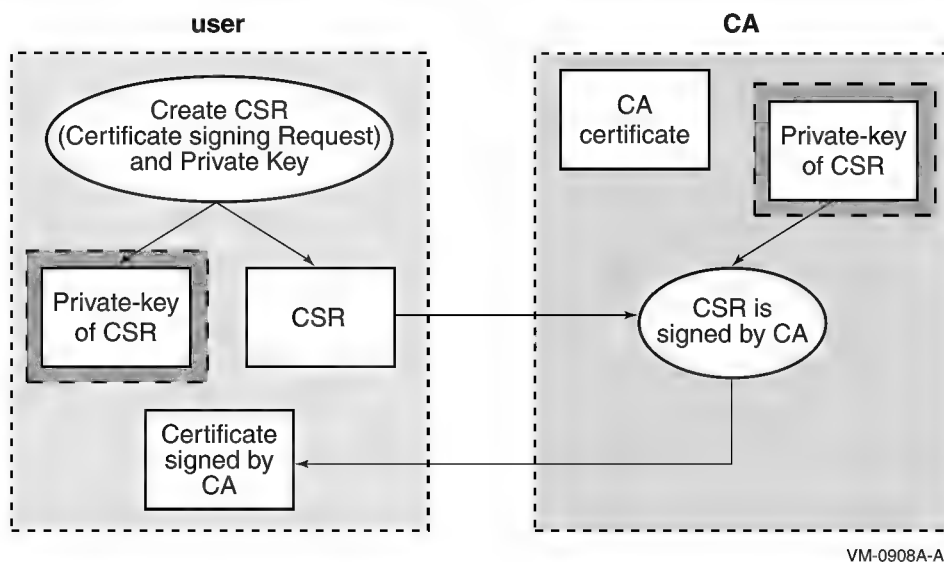 user
CA
Create CSR
(Certificate signing Request)
and Private Key
CA
certificate
Private-key
of CSR
Private-key
of CSR
CSR
CSR is
signed by CA
Certificate
signed by
CA
VM-0908A-A